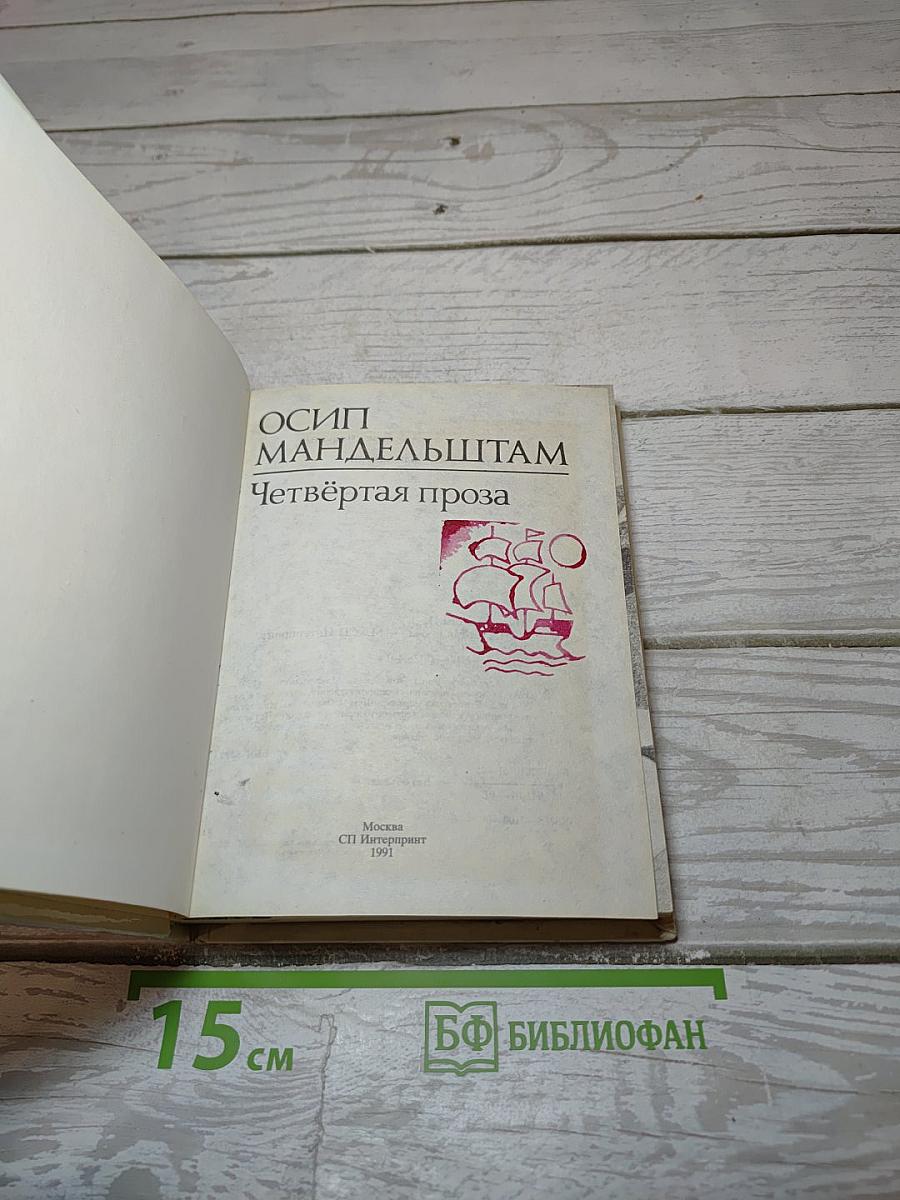 ОСИП
МАНДЕЛЬШТАМ
Четвёртая проза
Москва
СП Интерпринт
1991
15 см
БФ БИБЛИОФАН